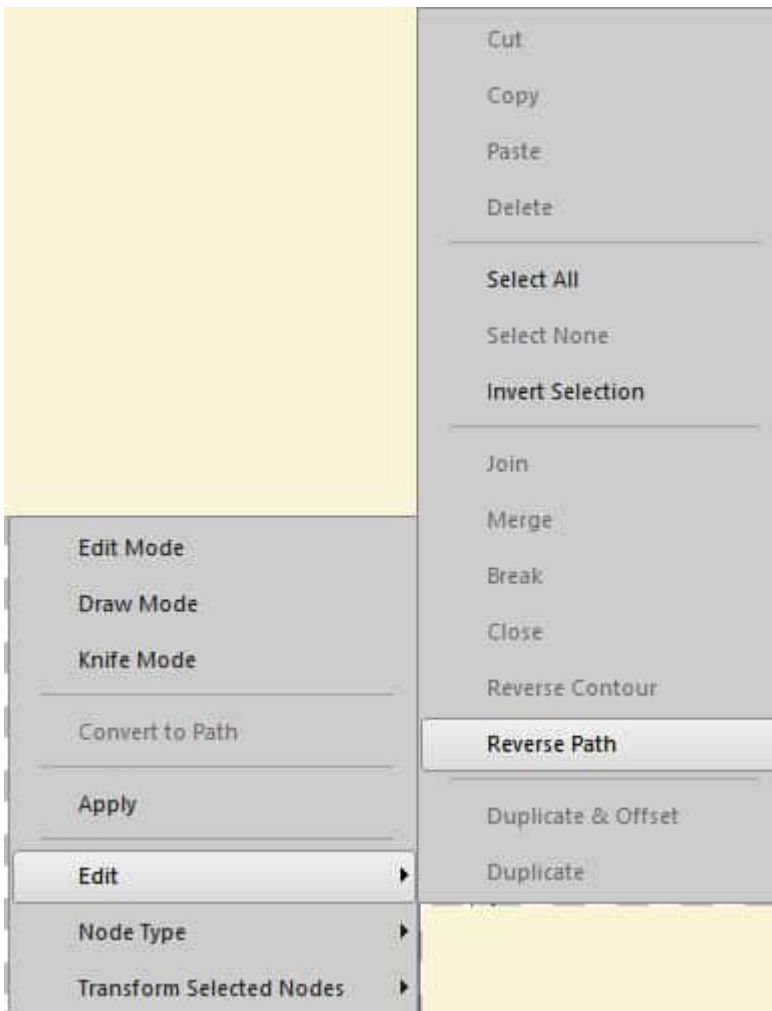 Cut
Copy
Paste
Delete
Select All
Select None
Invert Selection
Join
Merge
Break
Close
Reverse Contour
Reverse Path
Duplicate & Offset
Duplicate
Edit Mode
Draw Mode
Knife Mode
Convert to Path
Apply
Edit
Node Type
Transform Selected Nodes